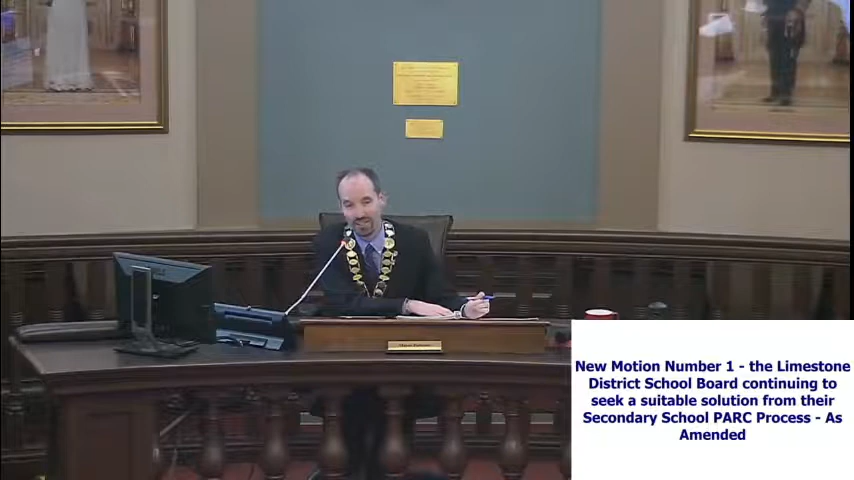 New Motion Number 1 - the Limestone
District School Board continuing to
seek a suitable solution from their
Secondary School PARC Process - As
Amended